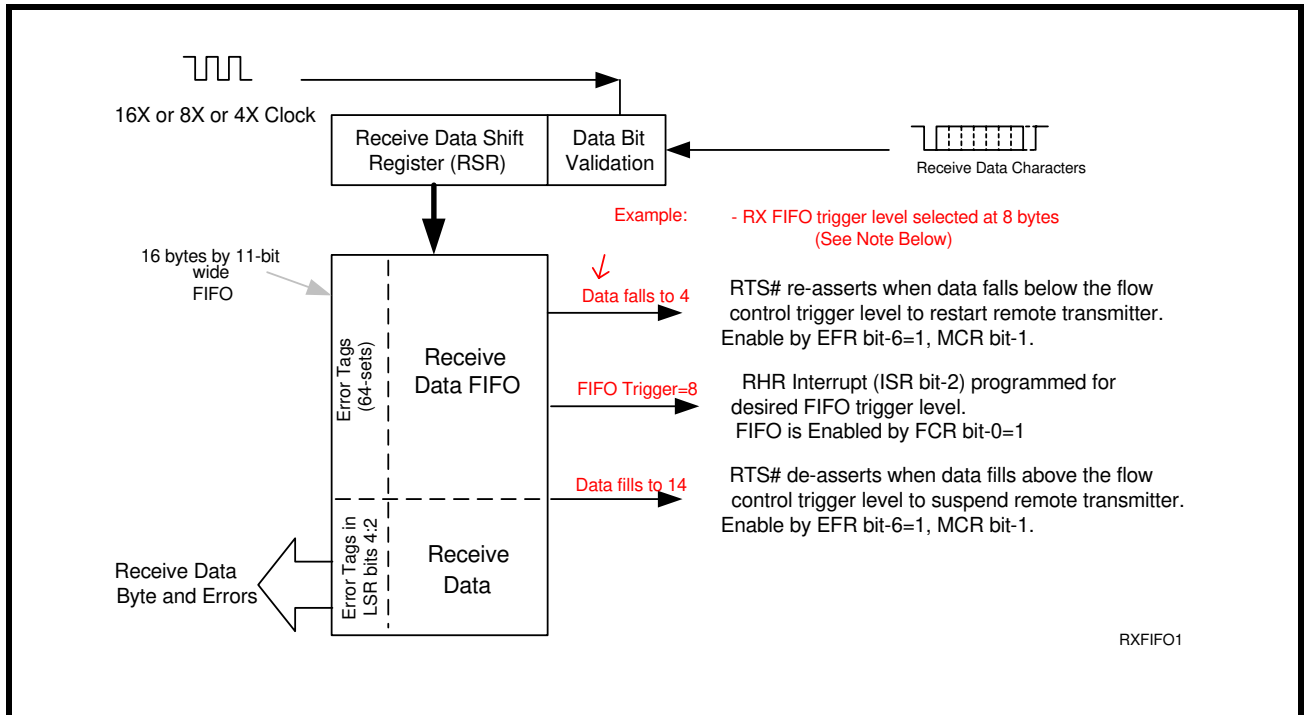 16X or 8X or 4X Clock
Receive Data Shift
Register (RSR)
Data Bit
Validation
Receive Data Characters
Example:
- RX FIFO trigger level selected at 8 bytes
(See Note Below)
16 bytes by 11-bit
wide
FIFO
Data falls to 4
RTS# re-asserts when data falls below the flow
control trigger level to restart remote transmitter.
Enable by EFR bit-6=1, MCR bit-1.
Error Tags
(64-sets)
Receive
Data FIFO
FIFO Trigger=8
RHR Interrupt (ISR bit-2) programmed for
desired FIFO trigger level.
FIFO is Enabled by FCR bit-0=1
Data fills to 14
RTS# de-asserts when data fills above the flow
control trigger level to suspend remote transmitter.
Enable by EFR bit-6=1, MCR bit-1.
Error Tags in
LSR bits 4:2
Receive
Data
Receive Data
Byte and Errors
RXFIFO1